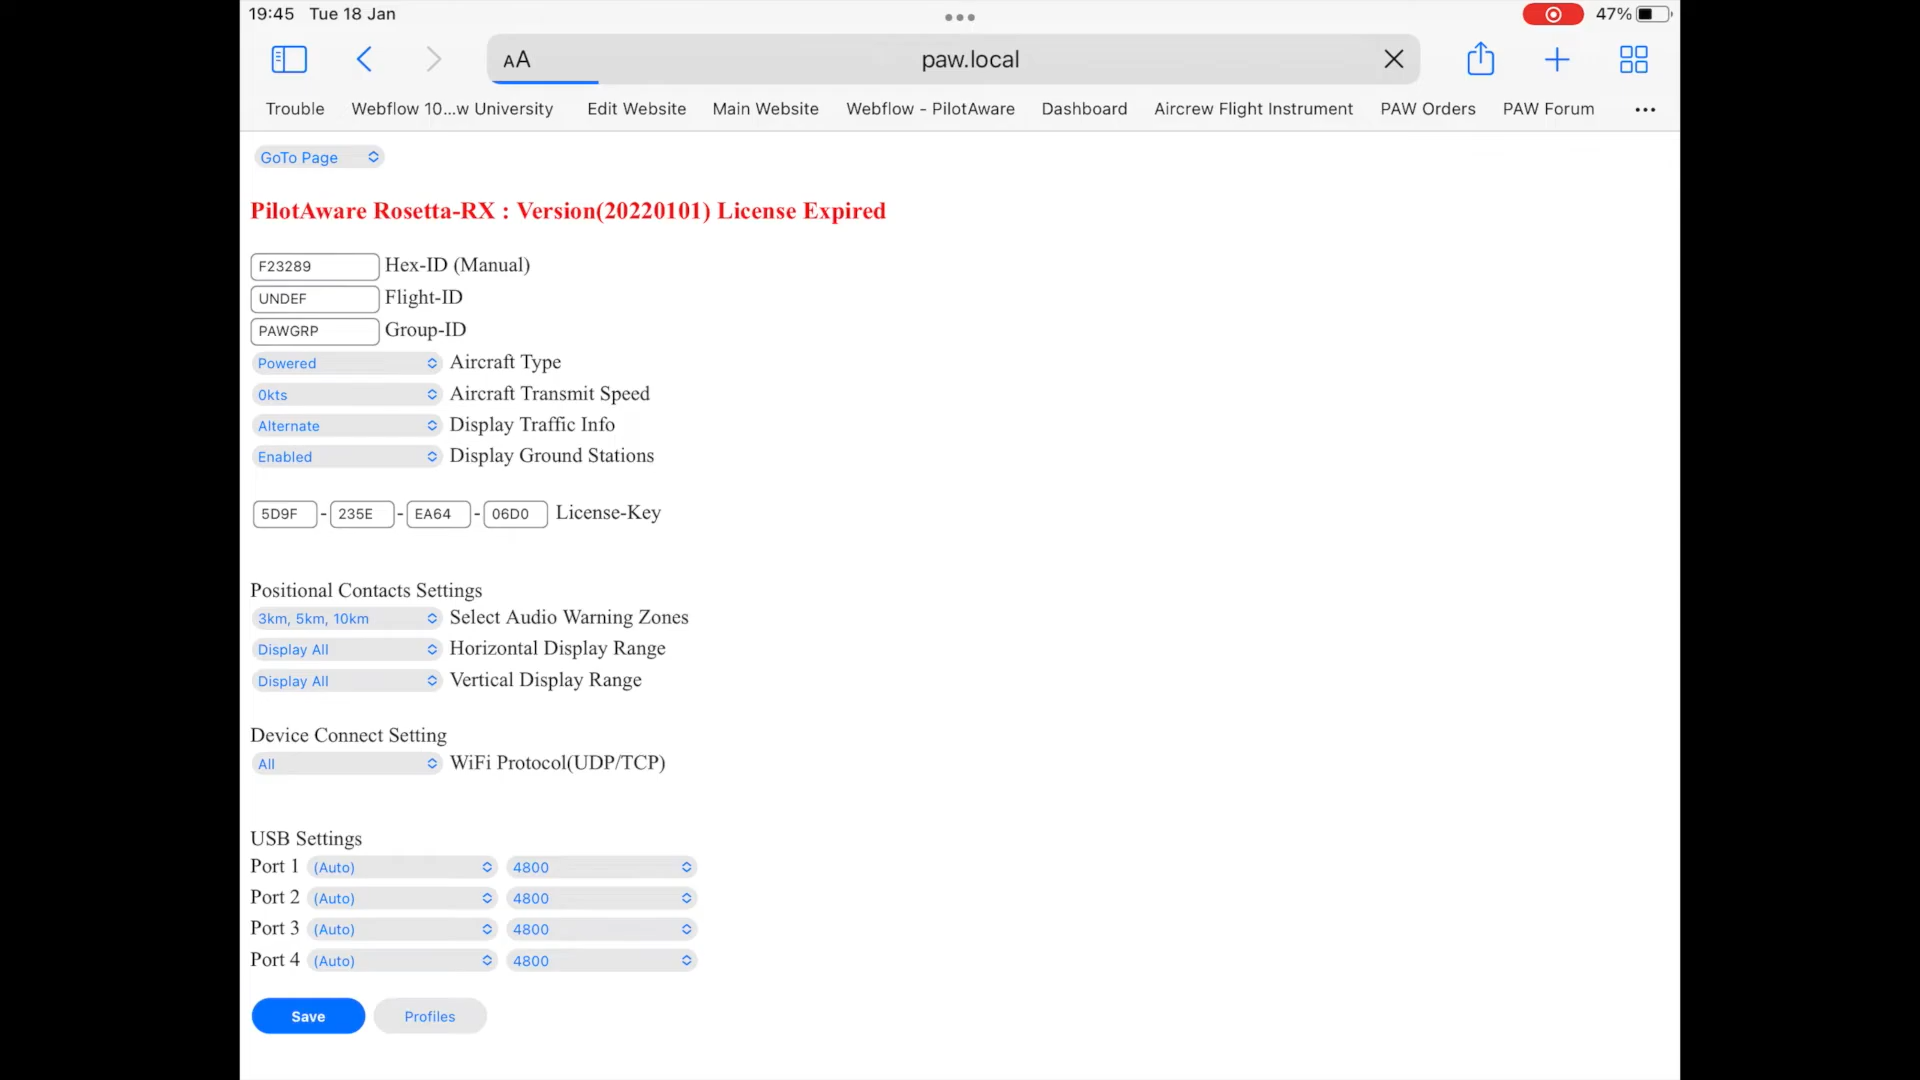 19:45 Tue 18 Jan
47%
AA paw.local
Trouble Webflow 10...w University Edit Website Main Website Webflow - PilotAware Dashboard Aircrew Flight Instrument PAW Orders PAW Forum
GoTo Page
PilotAware Rosetta-RX : Version(20220101) License Expired
F23289 Hex-ID (Manual)
UNDEF Flight-ID
PAWGRP Group-ID
Powered Aircraft Type
0kts Aircraft Transmit Speed
Alternate Display Traffic Info
Enabled Display Ground Stations
5D9F - 235E - EA64 - 06D0 License-Key
Positional Contacts Settings
3km, 5km, 10km Select Audio Warning Zones
Display All Horizontal Display Range
Display All Vertical Display Range
Device Connect Setting
All WiFi Protocol(UDP/TCP)
USB Settings
Port 1 (Auto) 4800
Port 2 (Auto) 4800
Port 3 (Auto) 4800
Port 4 (Auto) 4800
Save Profiles